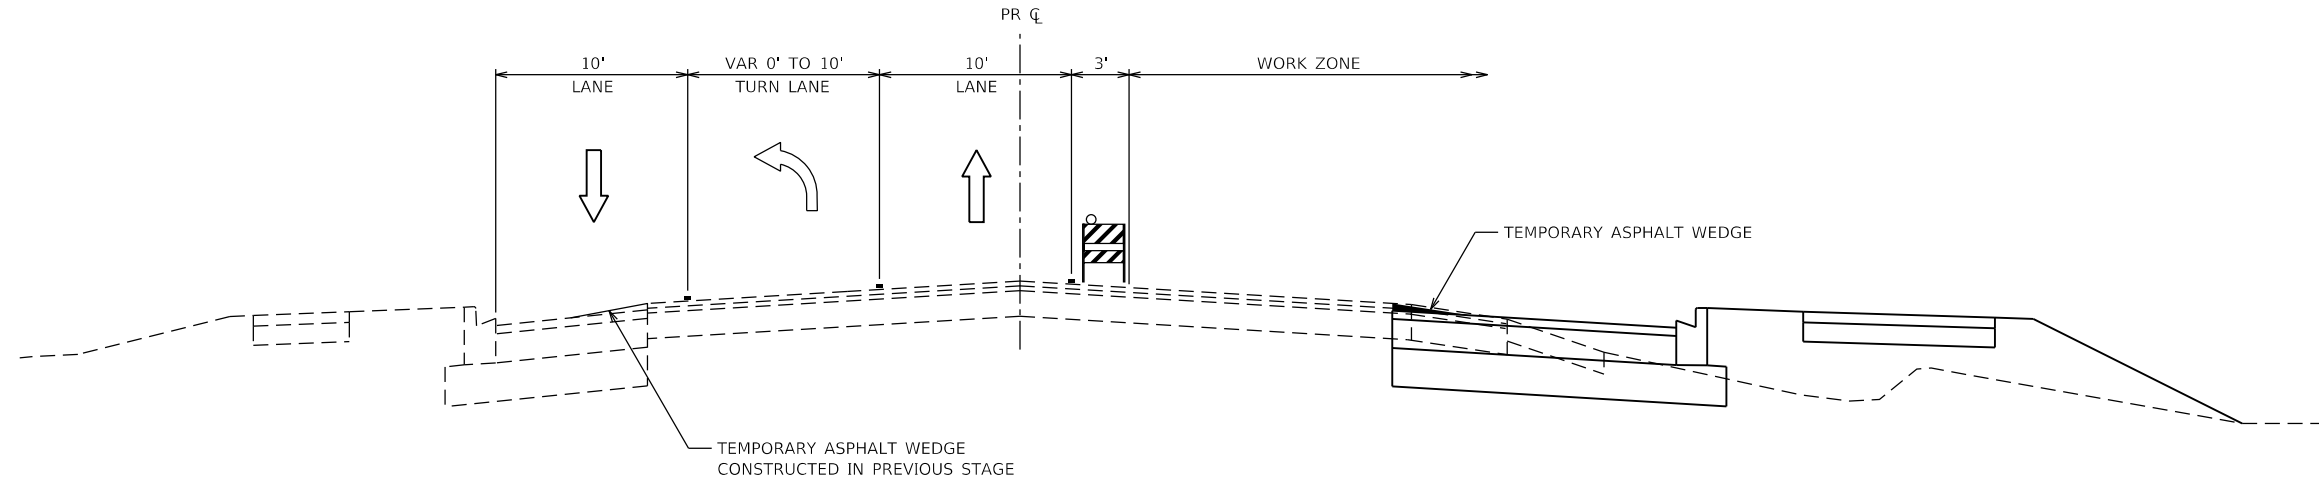 PR ℄
10'
LANE
VAR 0' TO 10'
TURN LANE
10'
LANE
3'
WORK ZONE
TEMPORARY ASPHALT WEDGE
TEMPORARY ASPHALT WEDGE
CONSTRUCTED IN PREVIOUS STAGE